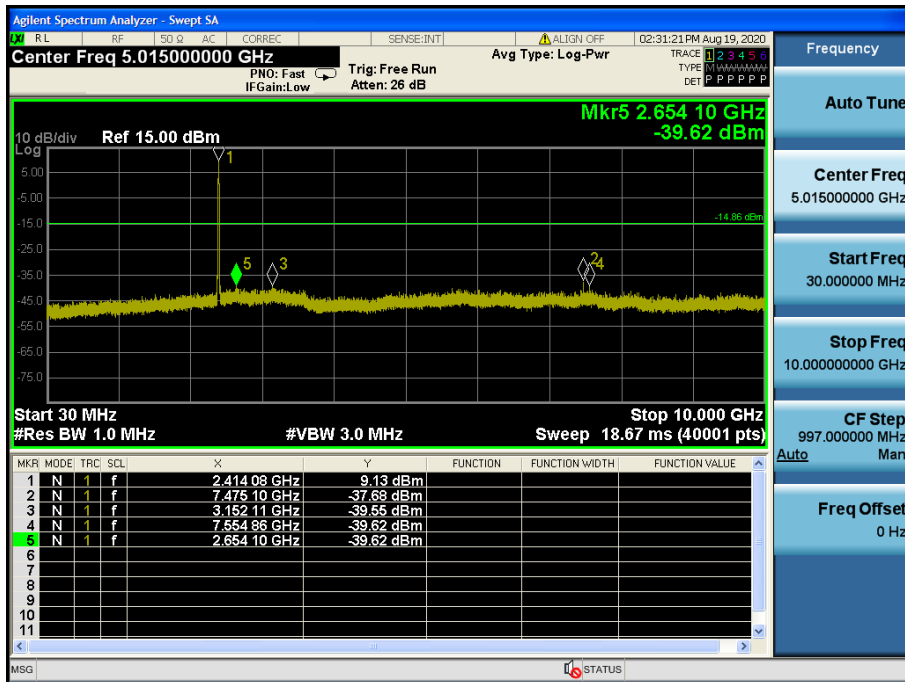 Agilent Spectrum Analyzer - Swept SA
LXI RL RF 50 Ω AC CORREC SENSE:INT ALIGN OFF 02:31:21 PM Aug 19, 2020
Center Freq 5.015000000 GHz
PNO: Fast
IFGain:Low
Trig: Free Run
Atten: 26 dB
Avg Type: Log-Pwr
TRACE 1 2 3 4 5 6
TYPE M WWWWW
DET P P P P P P
Mkr5 2.654 10 GHz
-39.62 dBm
10 dB/div Ref 15.00 dBm
Log
1
5.00
-5.00
-15.0
-14.86 dBm
-25.0
5 3 2 4
-35.0
-45.0
-55.0
-65.0
-75.0
Start 30 MHz Stop 10.000 GHz
#Res BW 1.0 MHz #VBW 3.0 MHz Sweep 18.67 ms (40001 pts)
MKR MODE TRC SCL X Y FUNCTION FUNCTION WIDTH FUNCTION VALUE
1 N 1 f 2.414 08 GHz 9.13 dBm
2 N 1 f 7.475 10 GHz -37.68 dBm
3 N 1 f 3.152 11 GHz -39.55 dBm
4 N 1 f 7.554 86 GHz -39.62 dBm
5 N 1 f 2.654 10 GHz -39.62 dBm
6
7
8
9
10
11
MSG STATUS
Frequency
Auto Tune
Center Freq
5.015000000 GHz
Start Freq
30.000000 MHz
Stop Freq
10.000000000 GHz
CF Step
997.000000 MHz
Auto Man
Freq Offset
0 Hz